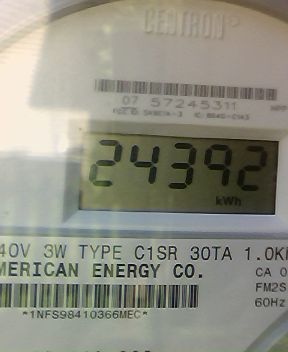 CENTRON®
07 57245311
24392
kWh
40V 3W TYPE C1SR 30TA 1.0K
MERICAN ENERGY CO.
CA 0
FM2S
60Hz
*1NFS98410366MEC*